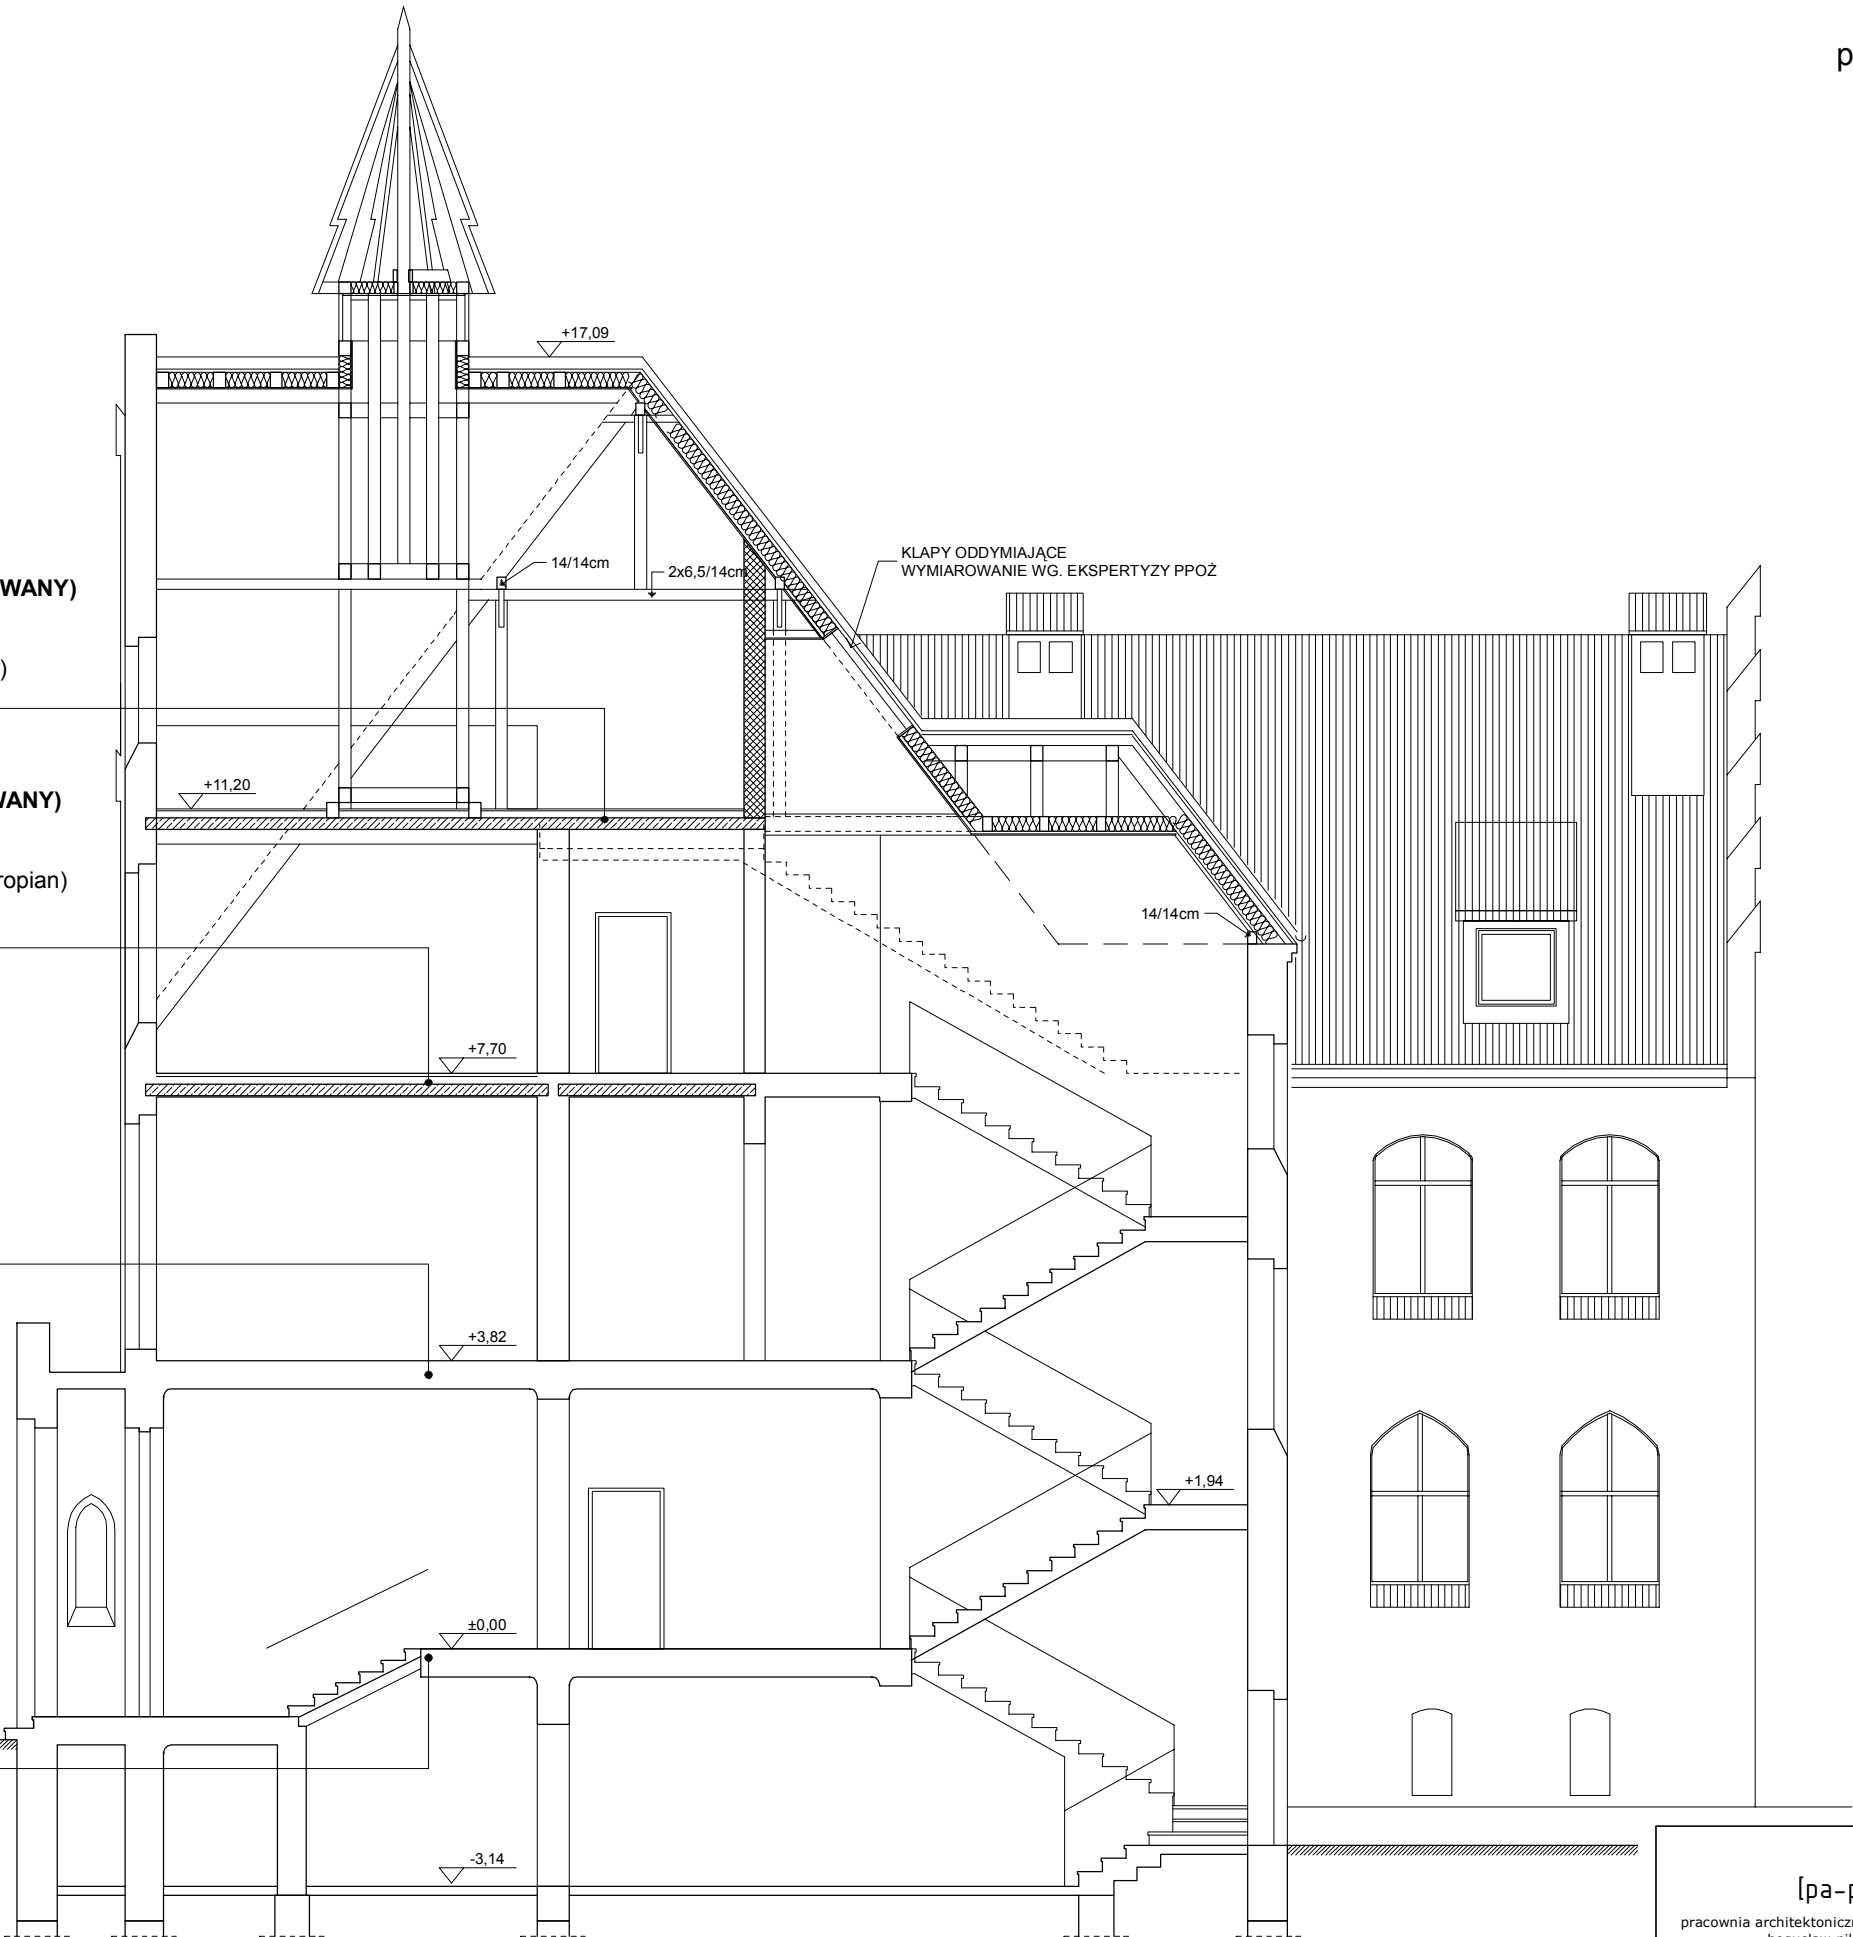 p
+17,09
KLAPY ODDYMIAJĄCE
WYMIAROWANIE WG. EKSPERTYZY PPOŻ
14/14cm
2x6,5/14cm
WANY)
)
+11,20
WANY)
ropian)
14/14cm
+7,70
+3,82
+1,94
±0,00
-3,14
[pa-p
pracownia architektoniczn